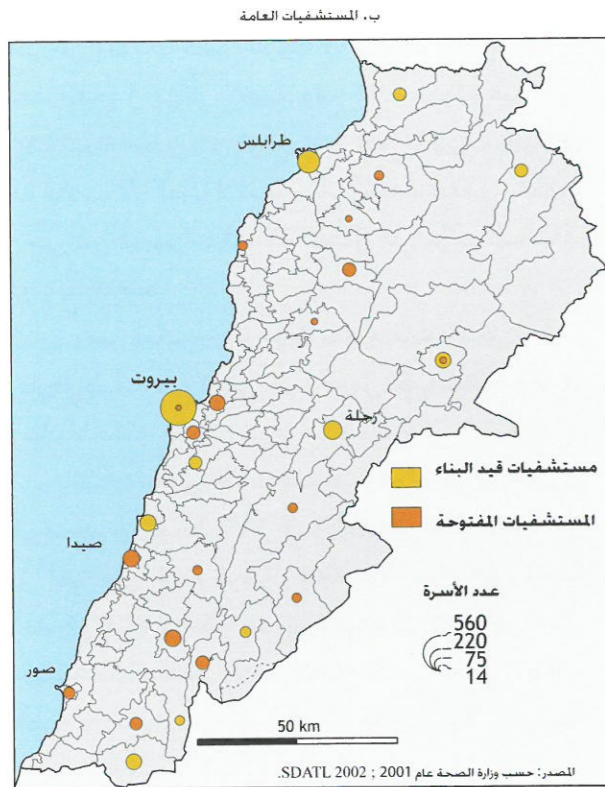 ب. المستشفيات العامة
طرابلس
بيروت
زحلة
مستشفيات قيد البناء
المستشفيات المفتوحة
صيدا
عدد الأسرة
560
220
75
14
صور
50 km
المصدر: حسب وزارة الصحة عام 2001 ; SDATL 2002.